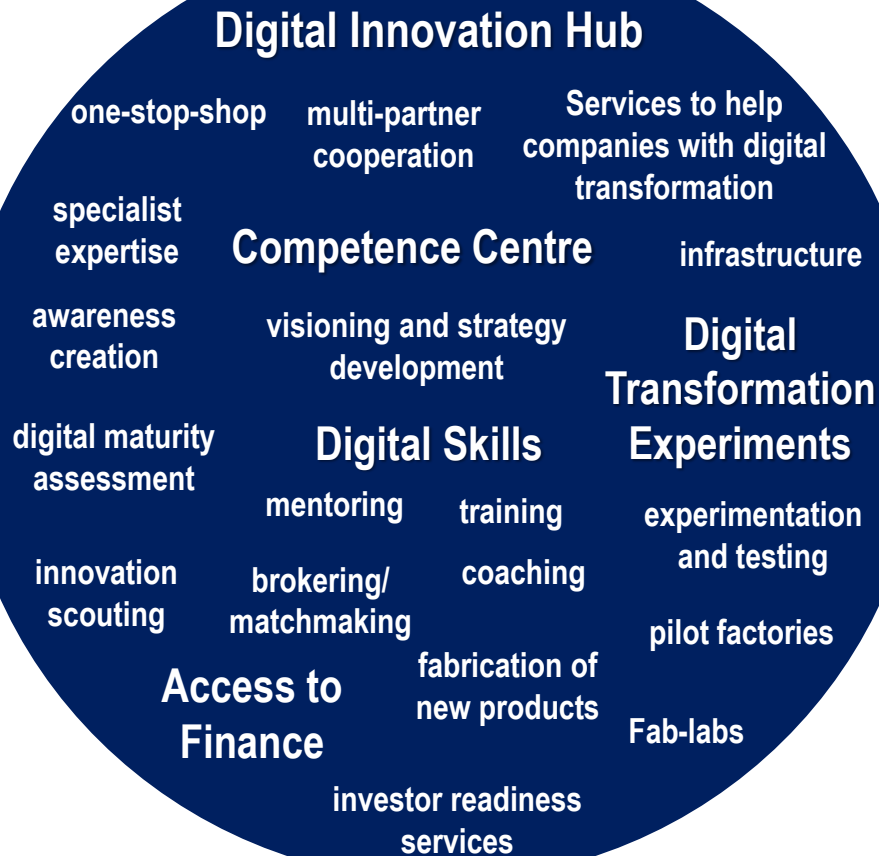 Digital Innovation Hub
one-stop-shop
multi-partner
cooperation
Services to help
companies with digital
transformation
specialist
expertise
Competence Centre
infrastructure
awareness
creation
visioning and strategy
development
Digital
Transformation
Experiments
digital maturity
assessment
Digital Skills
mentoring
training
experimentation
and testing
innovation
scouting
brokering/
matchmaking
coaching
pilot factories
Access to
Finance
fabrication of
new products
Fab-labs
investor readiness
services